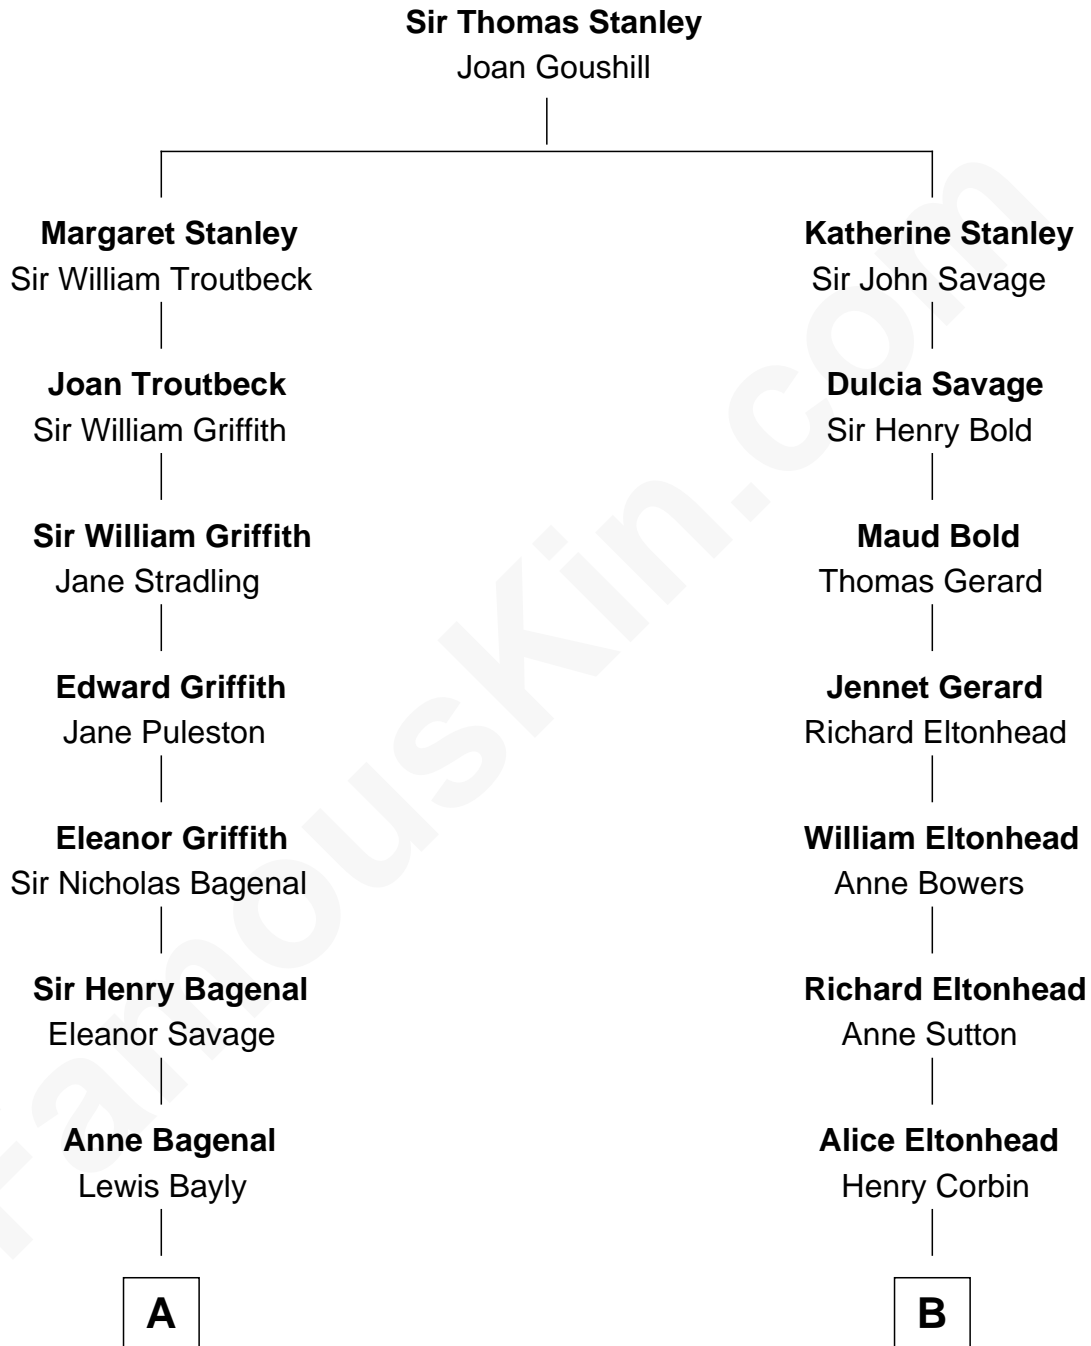 Sir Thomas Stanley
Joan Goushill
Margaret Stanley
Sir William Troutbeck
Katherine Stanley
Sir John Savage
Joan Troutbeck
Sir William Griffith
Dulcia Savage
Sir Henry Bold
Sir William Griffith
Jane Stradling
Maud Bold
Thomas Gerard
Edward Griffith
Jane Puleston
Jennet Gerard
Richard Eltonhead
Eleanor Griffith
Sir Nicholas Bagenal
William Eltonhead
Anne Bowers
Sir Henry Bagenal
Eleanor Savage
Richard Eltonhead
Anne Sutton
Anne Bagenal
Lewis Bayly
Alice Eltonhead
Henry Corbin
A
B
FamousKin.com